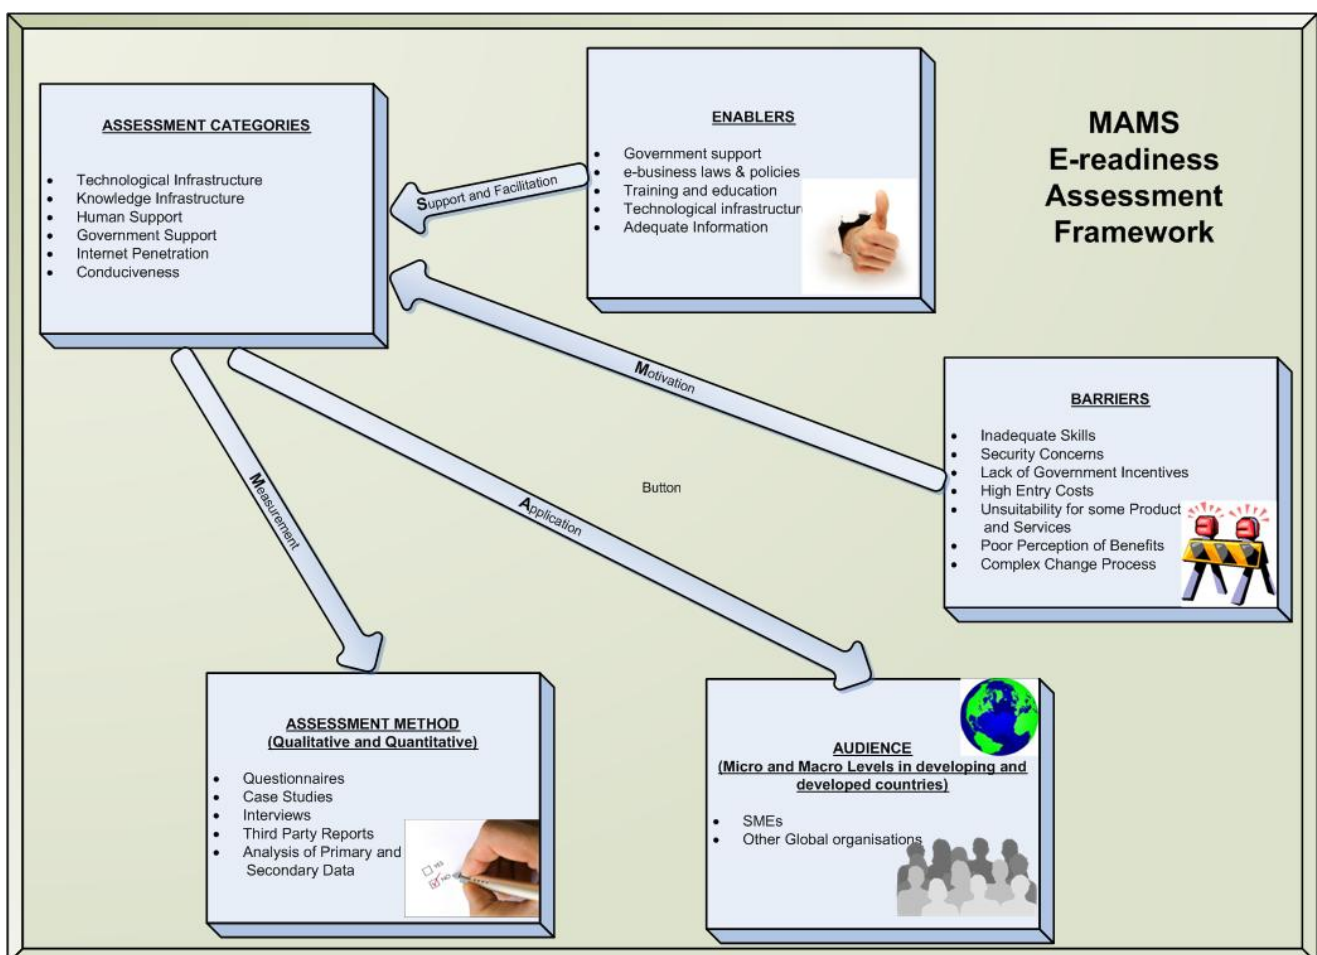 MAMS
E-readiness
Assessment
Framework
ASSESSMENT CATEGORIES
Technological Infrastructure
Knowledge Infrastructure
Human Support
Government Support
Internet Penetration
Conduciveness
ENABLERS
Government support
e-business laws & policies
Training and education
Technological infrastructure
Adequate Information
Support and Facilitation
Motivation
BARRIERS
Inadequate Skills
Security Concerns
Lack of Government Incentives
High Entry Costs
Unsuitability for some Product
and Services
Poor Perception of Benefits
Complex Change Process
Button
Measurement
Application
ASSESSMENT METHOD
(Qualitative and Quantitative)
Questionnaires
Case Studies
Interviews
Third Party Reports
Analysis of Primary and
Secondary Data
YES
NO
AUDIENCE
(Micro and Macro Levels in developing and
developed countries)
SMEs
Other Global organisations